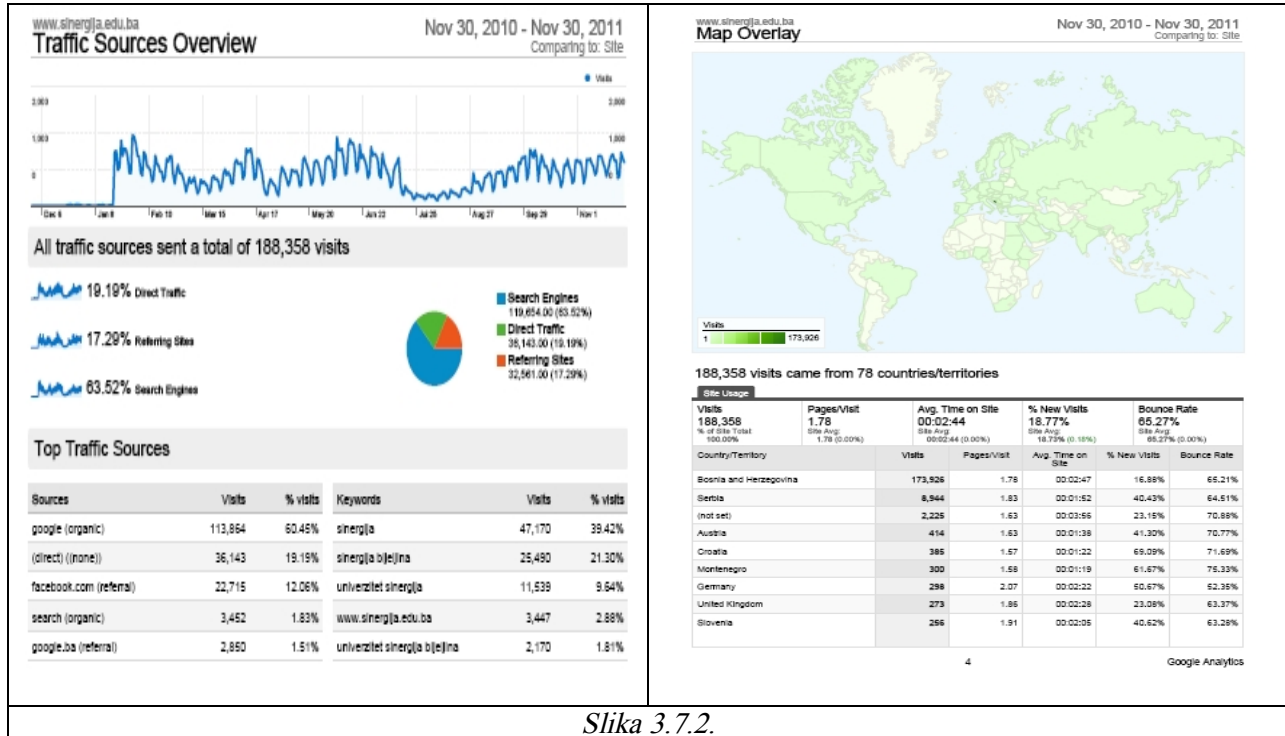 www.sinergija.edu.ba
Traffic Sources Overview
Nov 30, 2010 - Nov 30, 2011
Comparing to: Site
Visits
2,000 2,000
1,000 1,000
0 0
Dec 6 Jan 8 Feb 10 Mar 15 Apr 17 May 20 Jun 22 Jul 25 Aug 27 Sep 29 Nov 1
All traffic sources sent a total of 188,358 visits
19.19% Direct Traffic
17.29% Referring Sites
63.52% Search Engines
Search Engines
119,654.00 (63.52%)
Direct Traffic
36,143.00 (19.19%)
Referring Sites
32,561.00 (17.29%)
Top Traffic Sources
Sources Visits % visits Keywords Visits % visits
google (organic) 113,864 60.45% sinergija 47,170 39.42%
(direct) ((none)) 36,143 19.19% sinergija bijeljina 25,490 21.30%
facebook.com (referral) 22,715 12.06% univerzitet sinergija 11,539 9.64%
search (organic) 3,452 1.83% www.sinergija.edu.ba 3,447 2.88%
google.ba (referral) 2,850 1.51% univerzitet sinergija bijeljina 2,170 1.81%
www.sinergija.edu.ba
Map Overlay
Nov 30, 2010 - Nov 30, 2011
Comparing to: Site
Visits
1 173,926
188,358 visits came from 78 countries/territories
Site Usage
Visits Pages/Visit Avg. Time on Site % New Visits Bounce Rate
188,358 1.78 00:02:44 18.77% 65.27%
% of Site Total: Site Avg: Site Avg: Site Avg: Site Avg:
100.00% 1.78 (0.00%) 00:02:44 (0.00%) 18.73% (0.18%) 65.27% (0.00%)
Country/Territory Visits Pages/Visit Avg. Time on % New Visits Bounce Rate
Site
Bosnia and Herzegovina 173,926 1.78 00:02:47 16.88% 65.21%
Serbia 8,944 1.83 00:01:52 40.43% 64.51%
(not set) 2,225 1.63 00:03:56 23.15% 70.88%
Austria 414 1.63 00:01:38 41.30% 70.77%
Croatia 385 1.57 00:01:22 69.09% 71.69%
Montenegro 300 1.58 00:01:19 61.67% 75.33%
Germany 298 2.07 00:02:22 50.67% 52.35%
United Kingdom 273 1.86 00:02:28 23.08% 63.37%
Slovenia 256 1.91 00:02:05 40.62% 63.28%
4 Google Analytics
Slika 3.7.2.